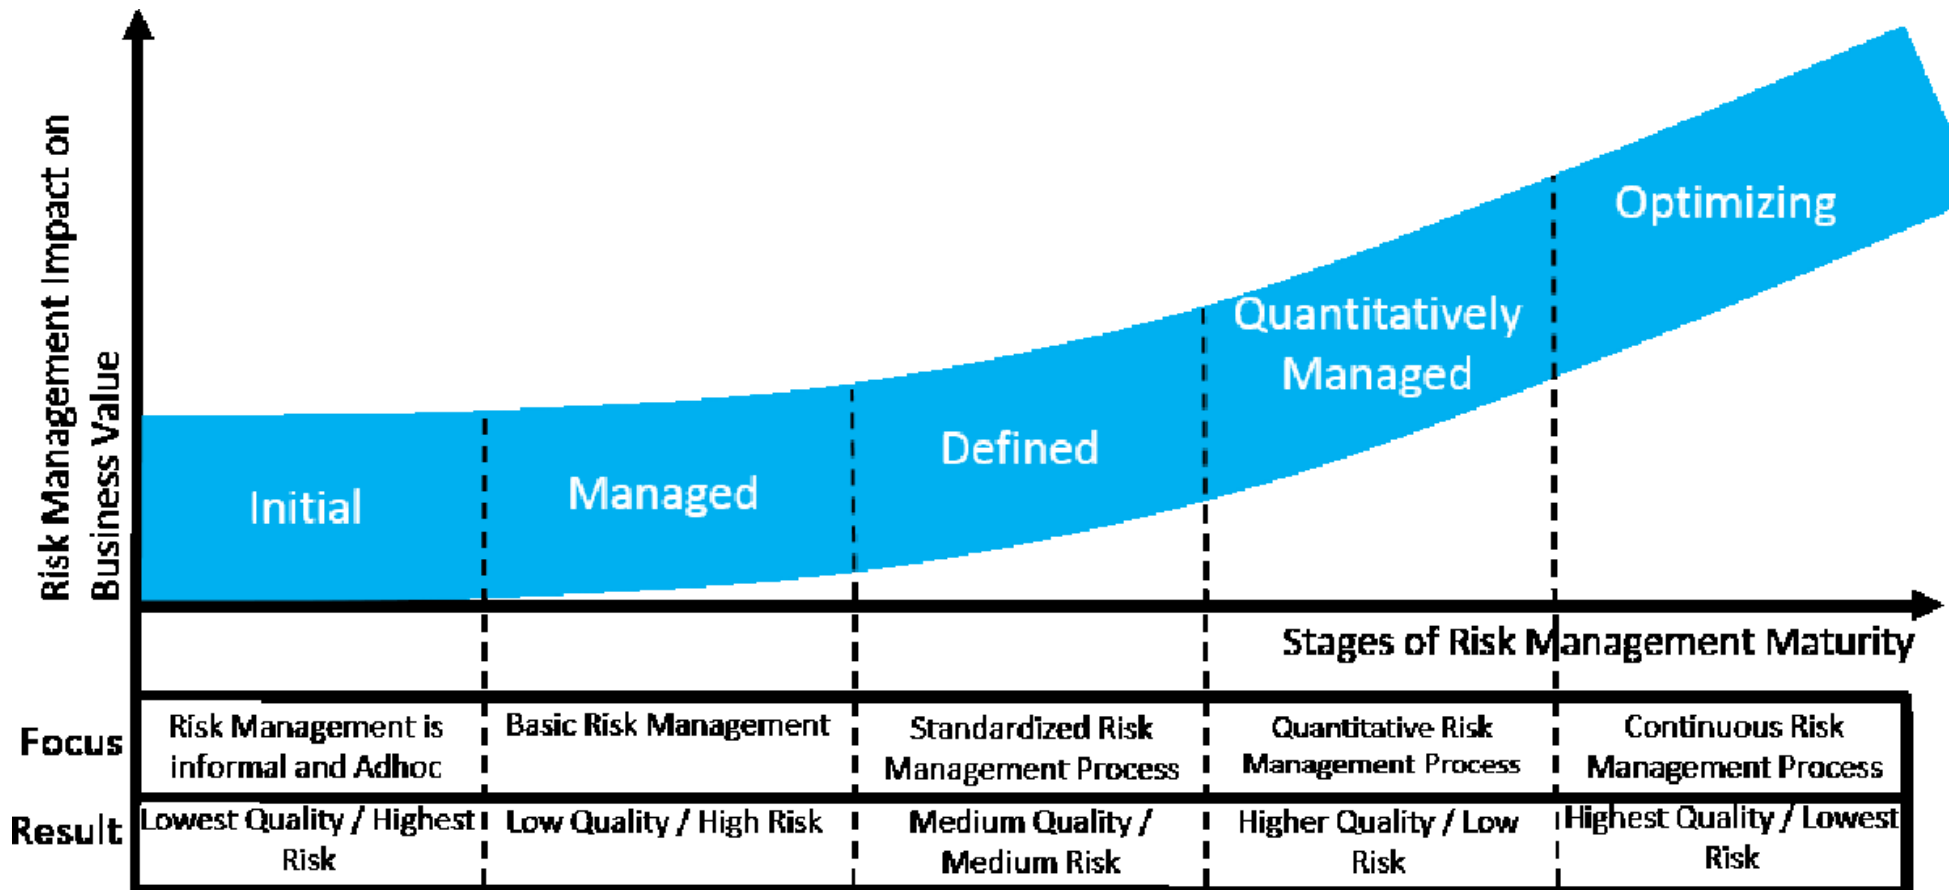 Risk Management Impact on
Business Value
Initial
Managed
Defined
Quantitatively
Managed
Optimizing
Stages of Risk Management Maturity
Focus
Risk Management is
informal and Adhoc
Basic Risk Management
Standardized Risk
Management Process
Quantitative Risk
Management Process
Continuous Risk
Management Process
Result
Lowest Quality / Highest
Risk
Low Quality / High Risk
Medium Quality /
Medium Risk
Higher Quality / Low
Risk
Highest Quality / Lowest
Risk